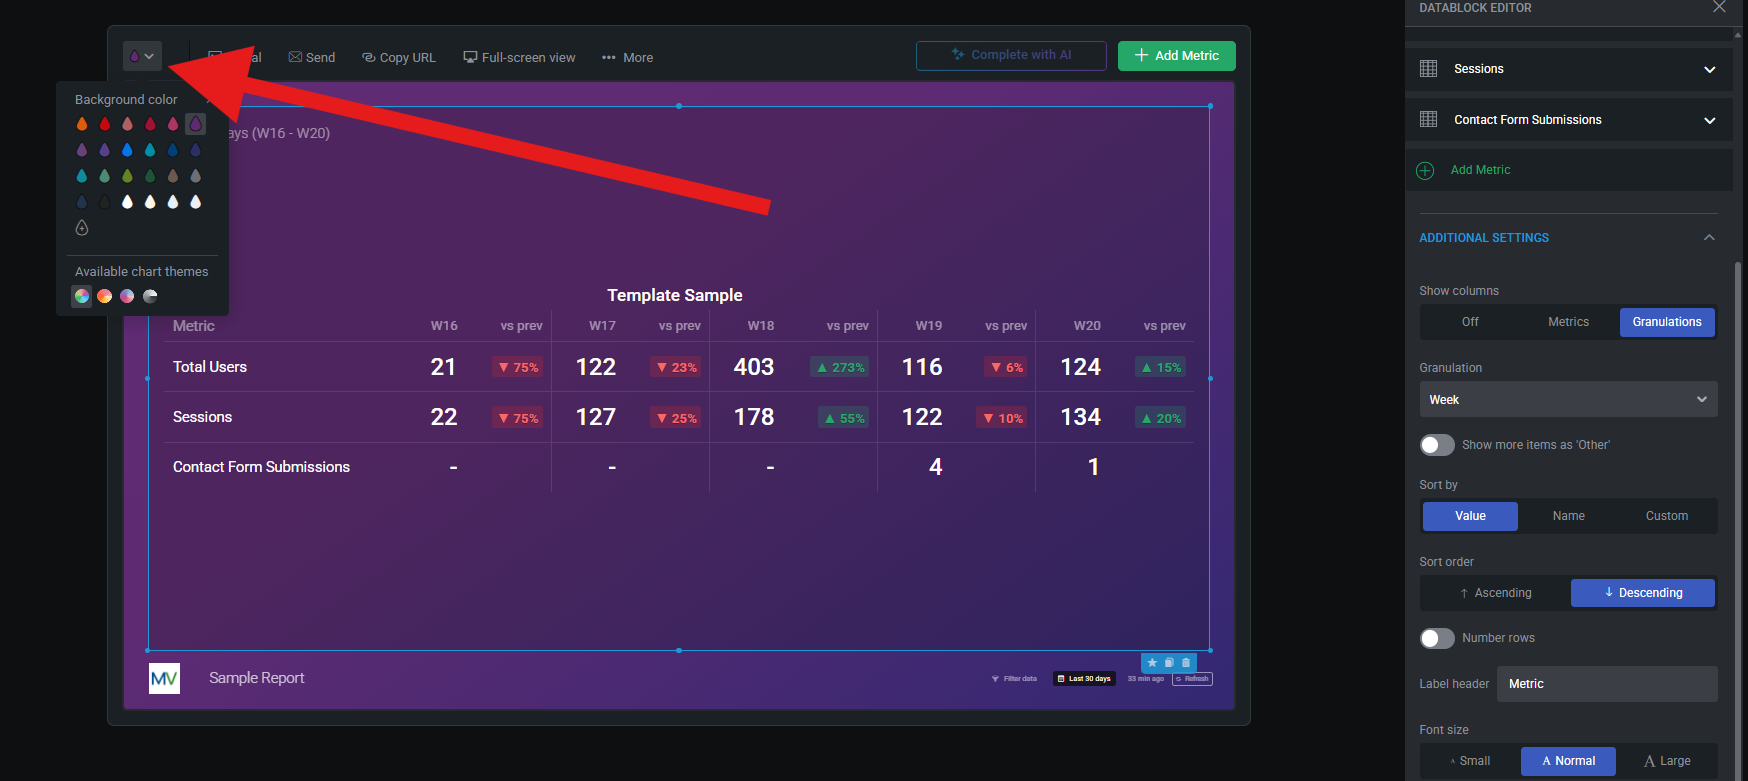 DATABLOCK EDITOR
al
Send
Copy URL
Full-screen view
More
Complete with AI
Add Metric
Background color
ays (W16 - W20)
Available chart themes
Template Sample
Metric W16 vs prev W17 vs prev W18 vs prev W19 vs prev W20 vs prev
Total Users 21 ▼ 75% 122 ▼ 23% 403 ▲ 273% 116 ▼ 6% 124 ▲ 15%
Sessions 22 ▼ 75% 127 ▼ 25% 178 ▲ 55% 122 ▼ 10% 134 ▲ 20%
Contact Form Submissions - - - 4 1
MV
Sample Report
Filter data
Last 30 days
33 min ago
Refresh
Sessions
Contact Form Submissions
Add Metric
ADDITIONAL SETTINGS
Show columns
Off Metrics Granulations
Granulation
Week
Show more items as 'Other'
Sort by
Value Name Custom
Sort order
↑ Ascending ↓ Descending
Number rows
Label header Metric
Font size
A Small A Normal A Large